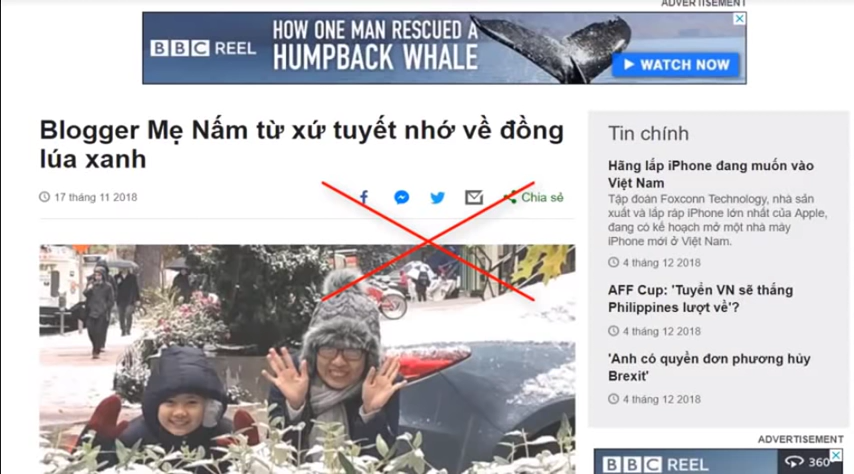 ADVERTISEMENT
BBC REEL
HOW ONE MAN RESCUED A
HUMPBACK WHALE
WATCH NOW
Blogger Mẹ Nấm từ xứ tuyết nhớ về đồng
lúa xanh
17 tháng 11 2018
Chia sẻ
Tin chính
Hãng lắp iPhone đang muốn vào
Việt Nam
Tập đoàn Foxconn Technology, nhà sản
xuất và lắp ráp iPhone lớn nhất của Apple,
đang có kế hoạch mở một nhà máy
iPhone mới ở Việt Nam.
4 tháng 12 2018
AFF Cup: 'Tuyển VN sẽ thắng
Philippines lượt về'?
4 tháng 12 2018
'Anh có quyền đơn phương hủy
Brexit'
4 tháng 12 2018
ADVERTISEMENT
BBC REEL
360°